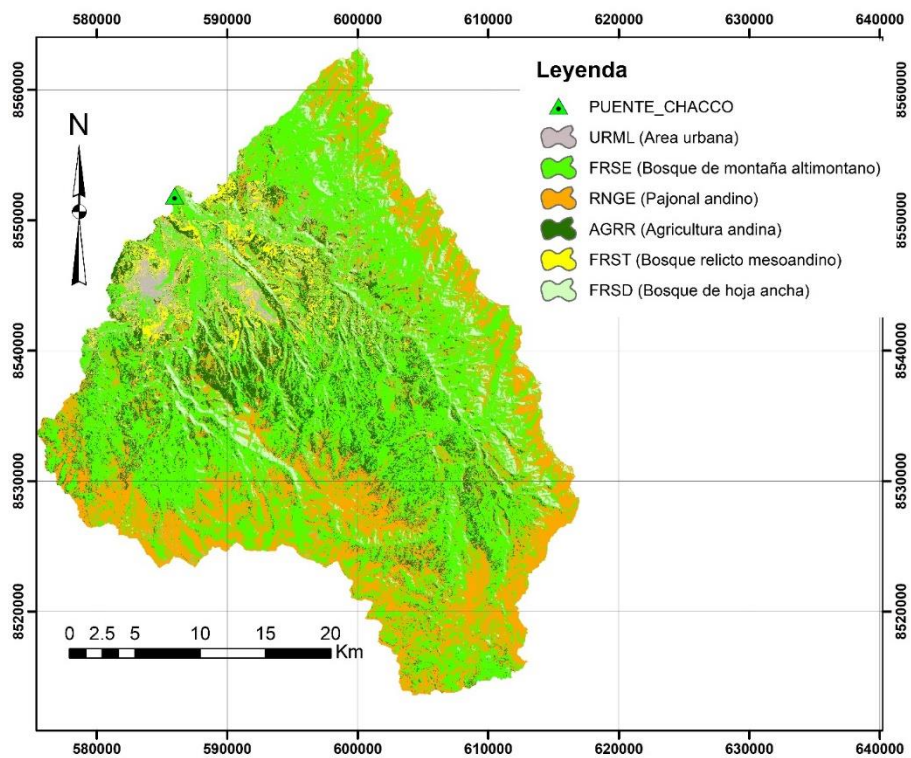 580000 590000 600000 610000 620000 630000 640000
8560000 8560000
8550000 8550000
8540000 8540000
8530000 8530000
8520000 8520000
N
Leyenda
PUENTE_CHACCO
URML (Area urbana)
FRSE (Bosque de montaña altimontano)
RNGE (Pajonal andino)
AGRR (Agricultura andina)
FRST (Bosque relicto mesoandino)
FRSD (Bosque de hoja ancha)
0 2.5 5 10 15 20
Km
580000 590000 600000 610000 620000 630000 640000